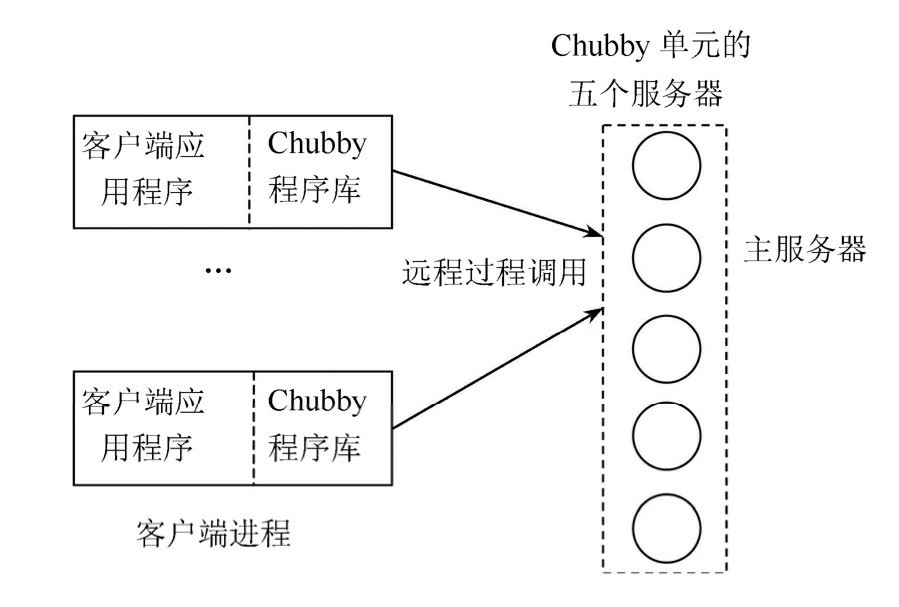 Chubby 单元的
五个服务器
客户端应
用程序
Chubby
程序库
主服务器
...
远程过程调用
客户端应
用程序
Chubby
程序库
客户端进程